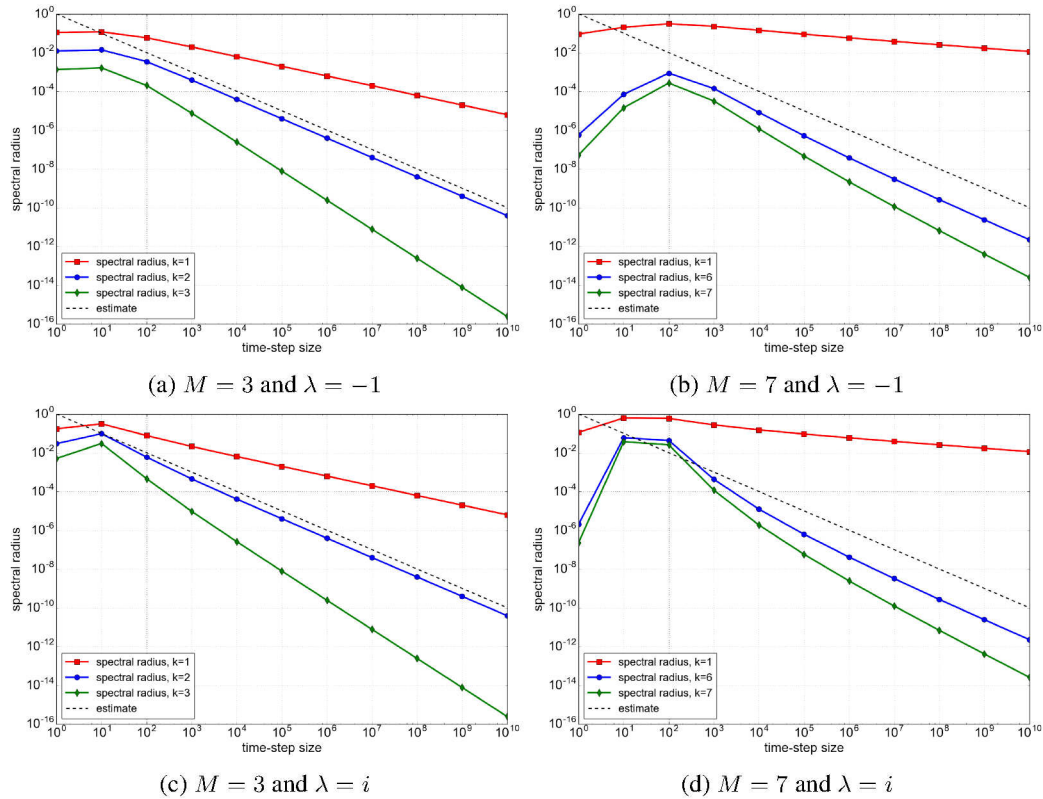 10^0
10^-2
10^-4
10^-6
10^-8
10^-10
10^-12
10^-14
10^-16
spectral radius
spectral radius, k=1
spectral radius, k=2
spectral radius, k=3
estimate
10^0 10^1 10^2 10^3 10^4 10^5 10^6 10^7 10^8 10^9 10^10
time-step size
(a) M = 3 and λ = −1
10^0
10^-2
10^-4
10^-6
10^-8
10^-10
10^-12
10^-14
10^-16
spectral radius
spectral radius, k=1
spectral radius, k=6
spectral radius, k=7
estimate
10^0 10^1 10^2 10^3 10^4 10^5 10^6 10^7 10^8 10^9 10^10
time-step size
(b) M = 7 and λ = −1
10^0
10^-2
10^-4
10^-6
10^-8
10^-10
10^-12
10^-14
10^-16
spectral radius
spectral radius, k=1
spectral radius, k=2
spectral radius, k=3
estimate
10^0 10^1 10^2 10^3 10^4 10^5 10^6 10^7 10^8 10^9 10^10
time-step size
(c) M = 3 and λ = i
10^0
10^-2
10^-4
10^-6
10^-8
10^-10
10^-12
10^-14
10^-16
spectral radius
spectral radius, k=1
spectral radius, k=6
spectral radius, k=7
estimate
10^0 10^1 10^2 10^3 10^4 10^5 10^6 10^7 10^8 10^9 10^10
time-step size
(d) M = 7 and λ = i